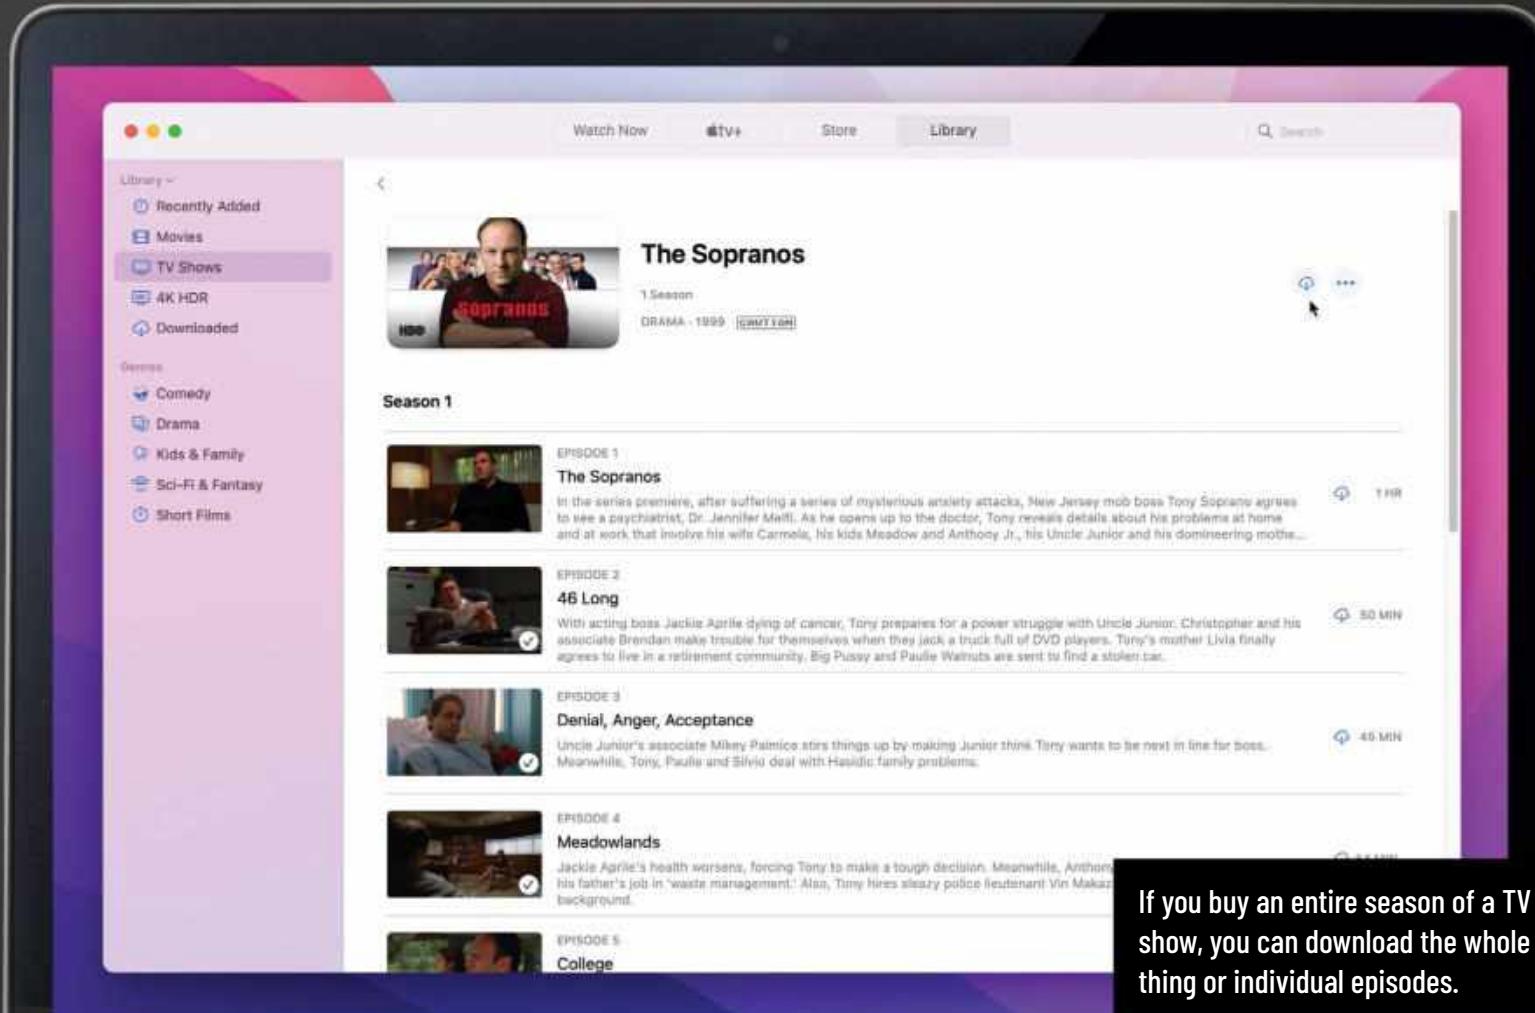 Watch Now
tv+
Store
Library
Search
Library
Recently Added
Movies
TV Shows
4K HDR
Downloaded
Genres
Comedy
Drama
Kids & Family
Sci-Fi & Fantasy
Short Films
Sopranos
HBO
The Sopranos
1 Season
DRAMA · 1999 CAUTION
Season 1
EPISODE 1
The Sopranos
In the series premiere, after suffering a series of mysterious anxiety attacks, New Jersey mob boss Tony Soprano agrees
to see a psychiatrist, Dr. Jennifer Melfi. As he opens up to the doctor, Tony reveals details about his problems at home
and at work that involve his wife Carmela, his kids Meadow and Anthony Jr., his Uncle Junior and his domineering mothe...
1 HR
EPISODE 2
46 Long
With acting boss Jackie Aprile dying of cancer, Tony prepares for a power struggle with Uncle Junior. Christopher and his
associate Brendan make trouble for themselves when they jack a truck full of DVD players. Tony's mother Livia finally
agrees to live in a retirement community. Big Pussy and Paulie Walnuts are sent to find a stolen car.
50 MIN
EPISODE 3
Denial, Anger, Acceptance
Uncle Junior's associate Mikey Palmice stirs things up by making Junior think Tony wants to be next in line for boss.
Meanwhile, Tony, Paulie and Silvio deal with Hasidic family problems.
45 MIN
EPISODE 4
Meadowlands
Jackie Aprile's health worsens, forcing Tony to make a tough decision. Meanwhile, Anthony
his father's job in 'waste management.' Also, Tony hires sleazy police lieutenant Vin Makaz
background.
EPISODE 5
College
If you buy an entire season of a TV
show, you can download the whole
thing or individual episodes.